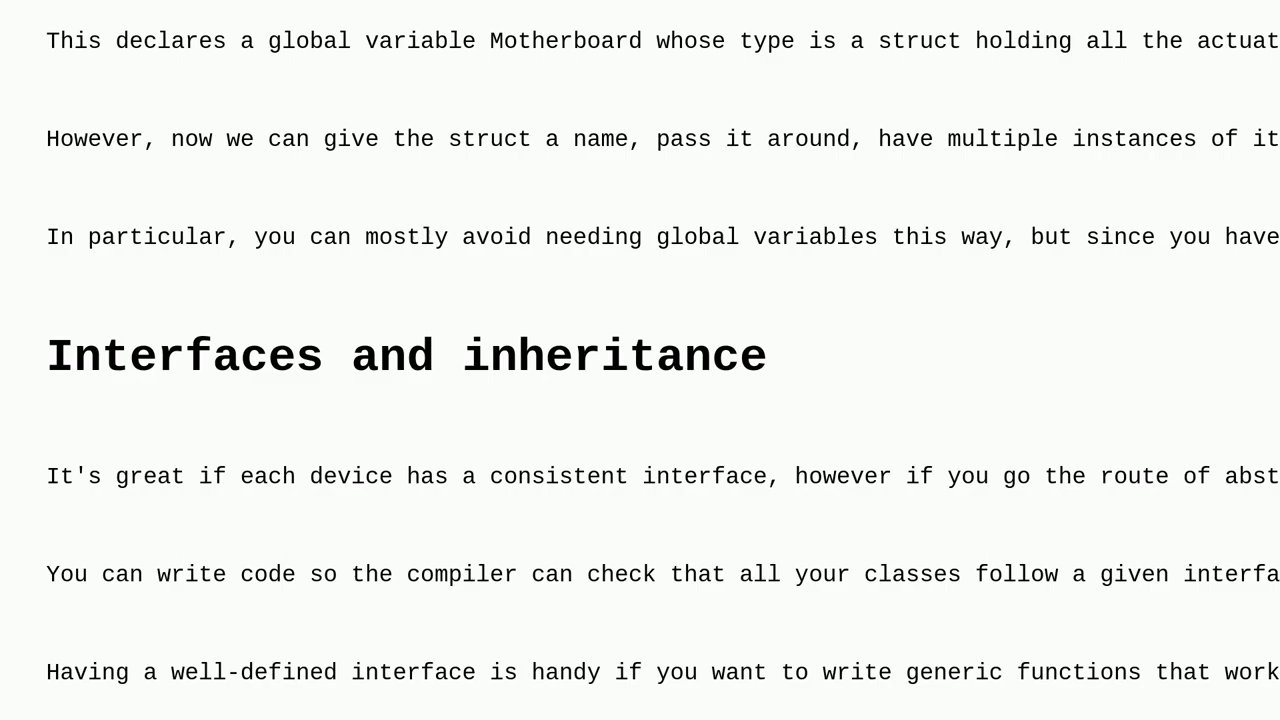 This declares a global variable Motherboard whose type is a struct holding all the actuat
However, now we can give the struct a name, pass it around, have multiple instances of it
In particular, you can mostly avoid needing global variables this way, but since you have
Interfaces and inheritance
It's great if each device has a consistent interface, however if you go the route of abst
You can write code so the compiler can check that all your classes follow a given interfa
Having a well-defined interface is handy if you want to write generic functions that work